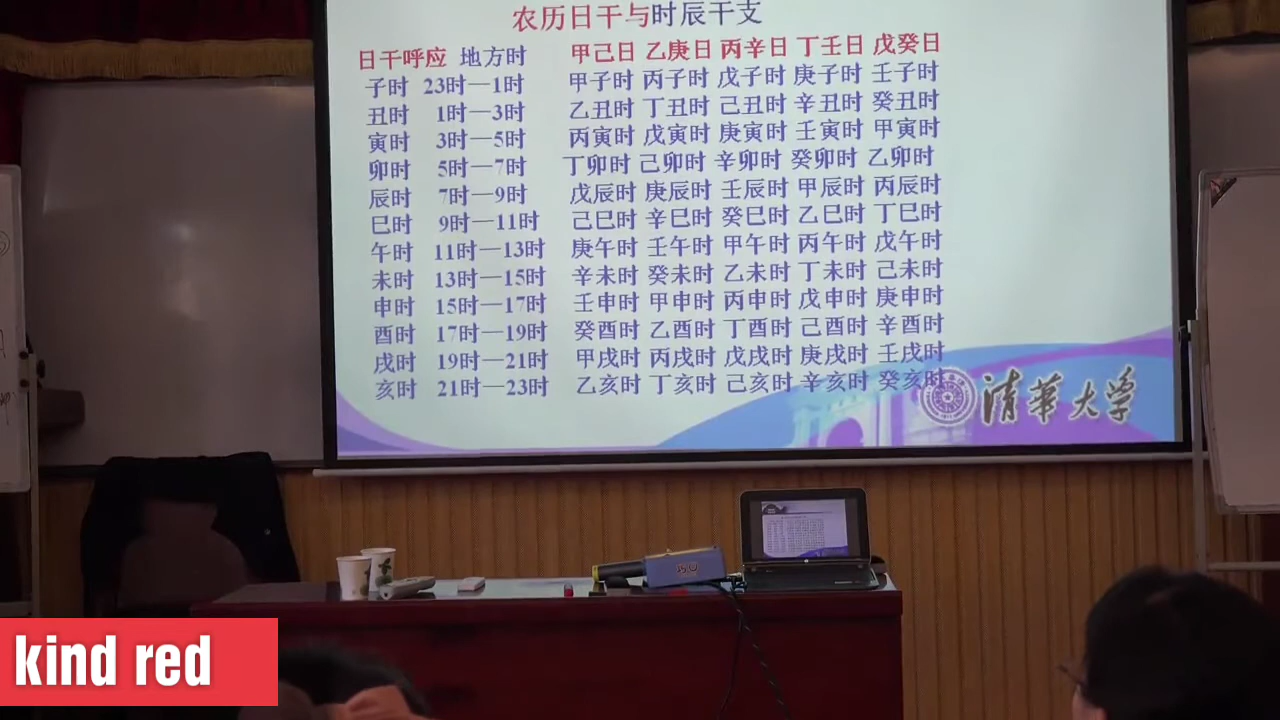 农历日干与时辰干支
日干呼应 地方时 甲己日 乙庚日 丙辛日 丁壬日 戊癸日
子时 23时—1时 甲子时 丙子时 戊子时 庚子时 壬子时
丑时 1时—3时 乙丑时 丁丑时 己丑时 辛丑时 癸丑时
寅时 3时—5时 丙寅时 戊寅时 庚寅时 壬寅时 甲寅时
卯时 5时—7时 丁卯时 己卯时 辛卯时 癸卯时 乙卯时
辰时 7时—9时 戊辰时 庚辰时 壬辰时 甲辰时 丙辰时
巳时 9时—11时 己巳时 辛巳时 癸巳时 乙巳时 丁巳时
午时 11时—13时 庚午时 壬午时 甲午时 丙午时 戊午时
未时 13时—15时 辛未时 癸未时 乙未时 丁未时 己未时
申时 15时—17时 壬申时 甲申时 丙申时 戊申时 庚申时
酉时 17时—19时 癸酉时 乙酉时 丁酉时 己酉时 辛酉时
戌时 19时—21时 甲戌时 丙戌时 戊戌时 庚戌时 壬戌时
亥时 21时—23时 乙亥时 丁亥时 己亥时 辛亥时 癸亥时
清華大学
kind red